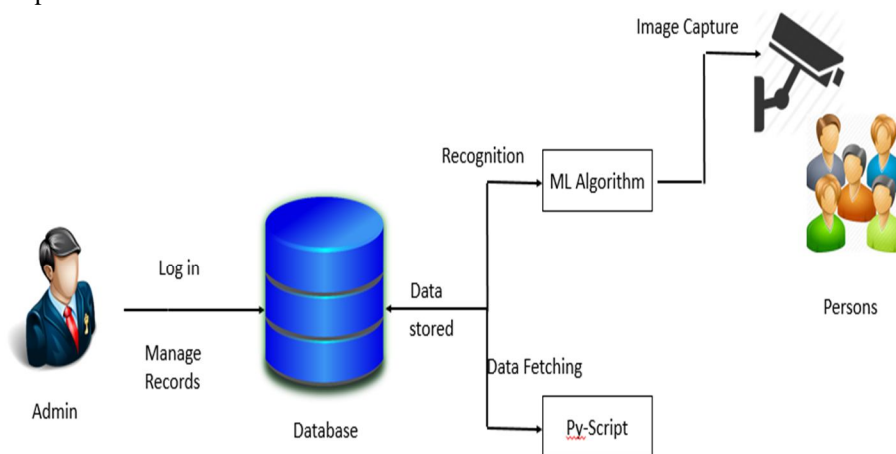 Image Capture
Recognition
ML Algorithm
Log in
Data
stored
Persons
Manage
Records
Data Fetching
Admin
Database
Py-Script